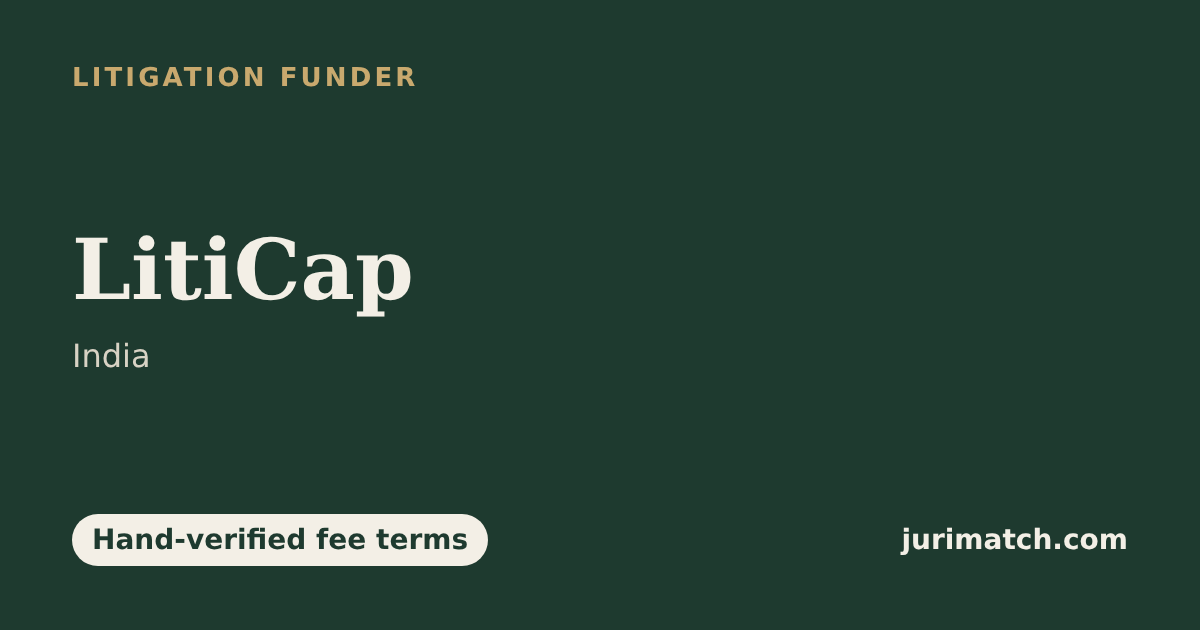 LITIGATION FUNDER
LitiCap
India
Hand-verified fee terms
jurimatch.com